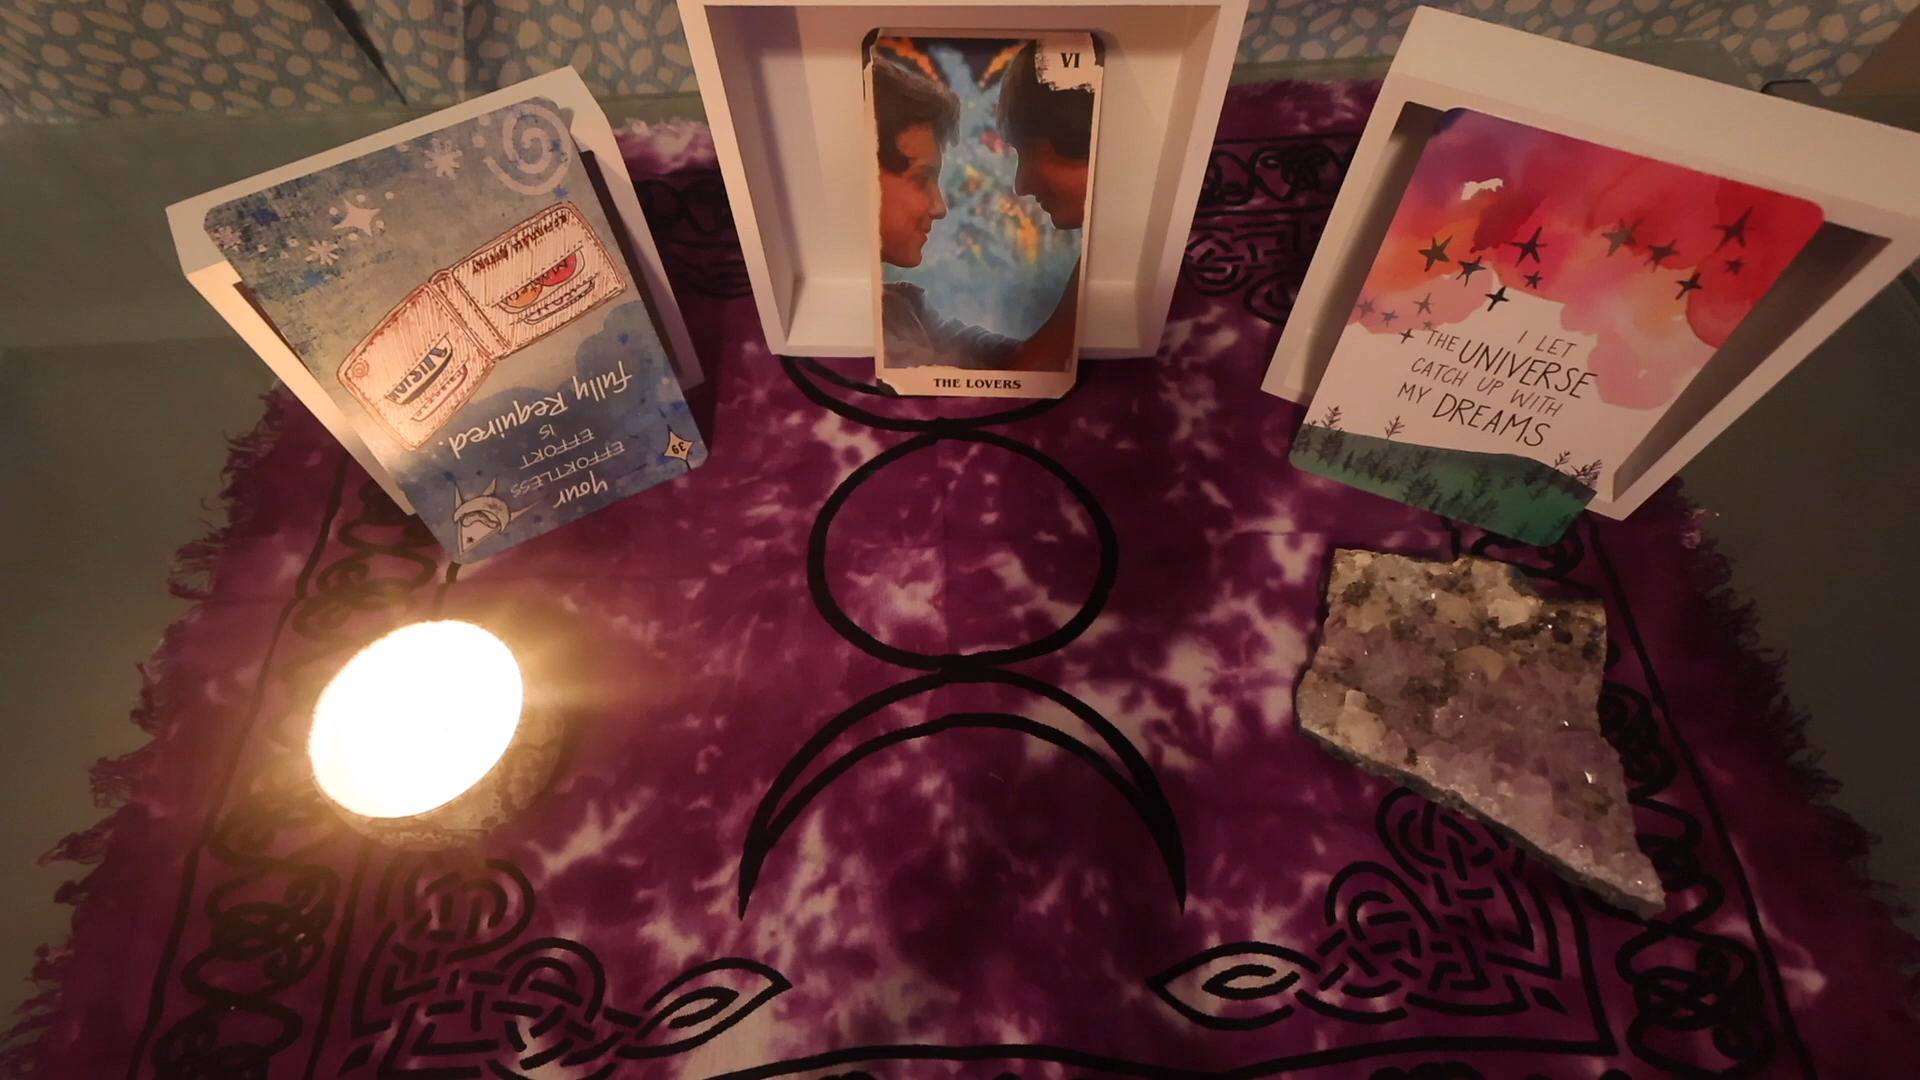 Your
EFFORTLESS
EFFORT
IS
fully Required.
39
VI
THE LOVERS
I LET
THE UNIVERSE
CATCH UP WITH
MY DREAMS